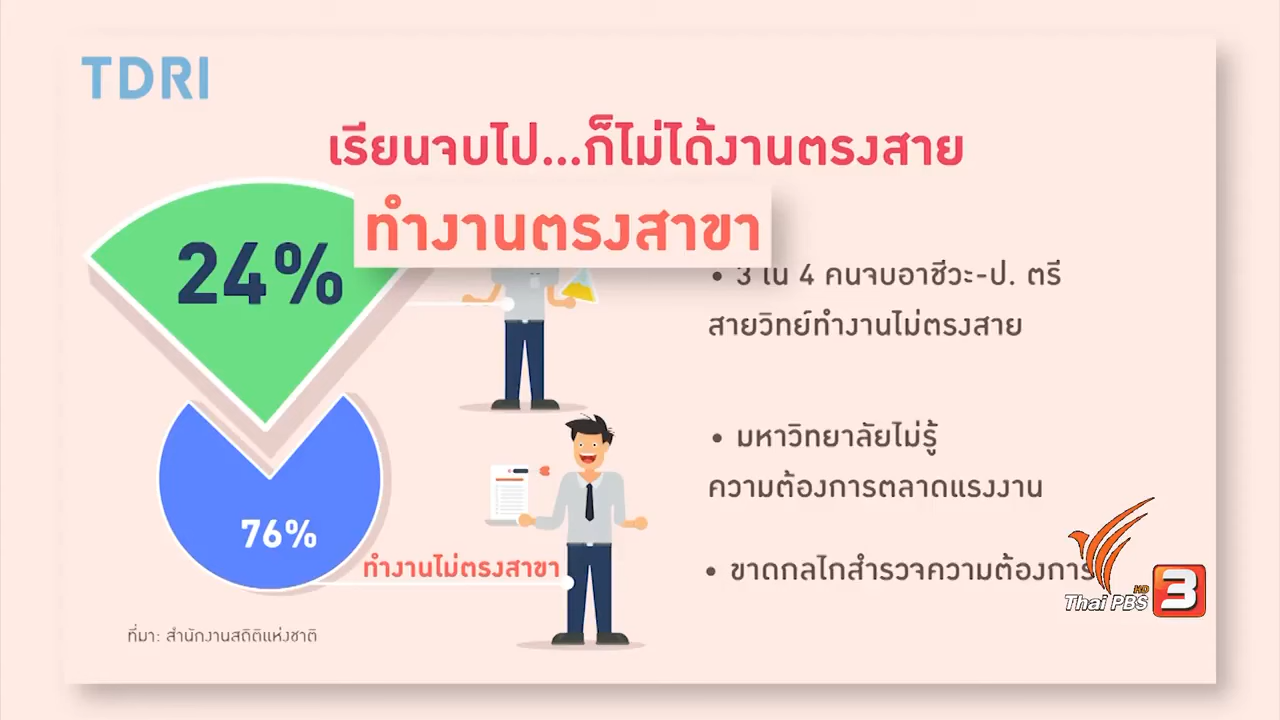 TDRI
เรียนจบไป...ก็ไม่ได้งานตรงสาย
ทำงานตรงสาขา
24%
• 3 ใน 4 คนจบอาชีวะ-ป. ตรี
สายวิทย์ทำงานไม่ตรงสาย
• มหาวิทยาลัยไม่รู้
ความต้องการตลาดแรงงาน
76%
ทำงานไม่ตรงสาขา
• ขาดกลไกสำรวจความต้องการ
HD
Thai PBS 3
ที่มา: สำนักงานสถิติแห่งชาติ